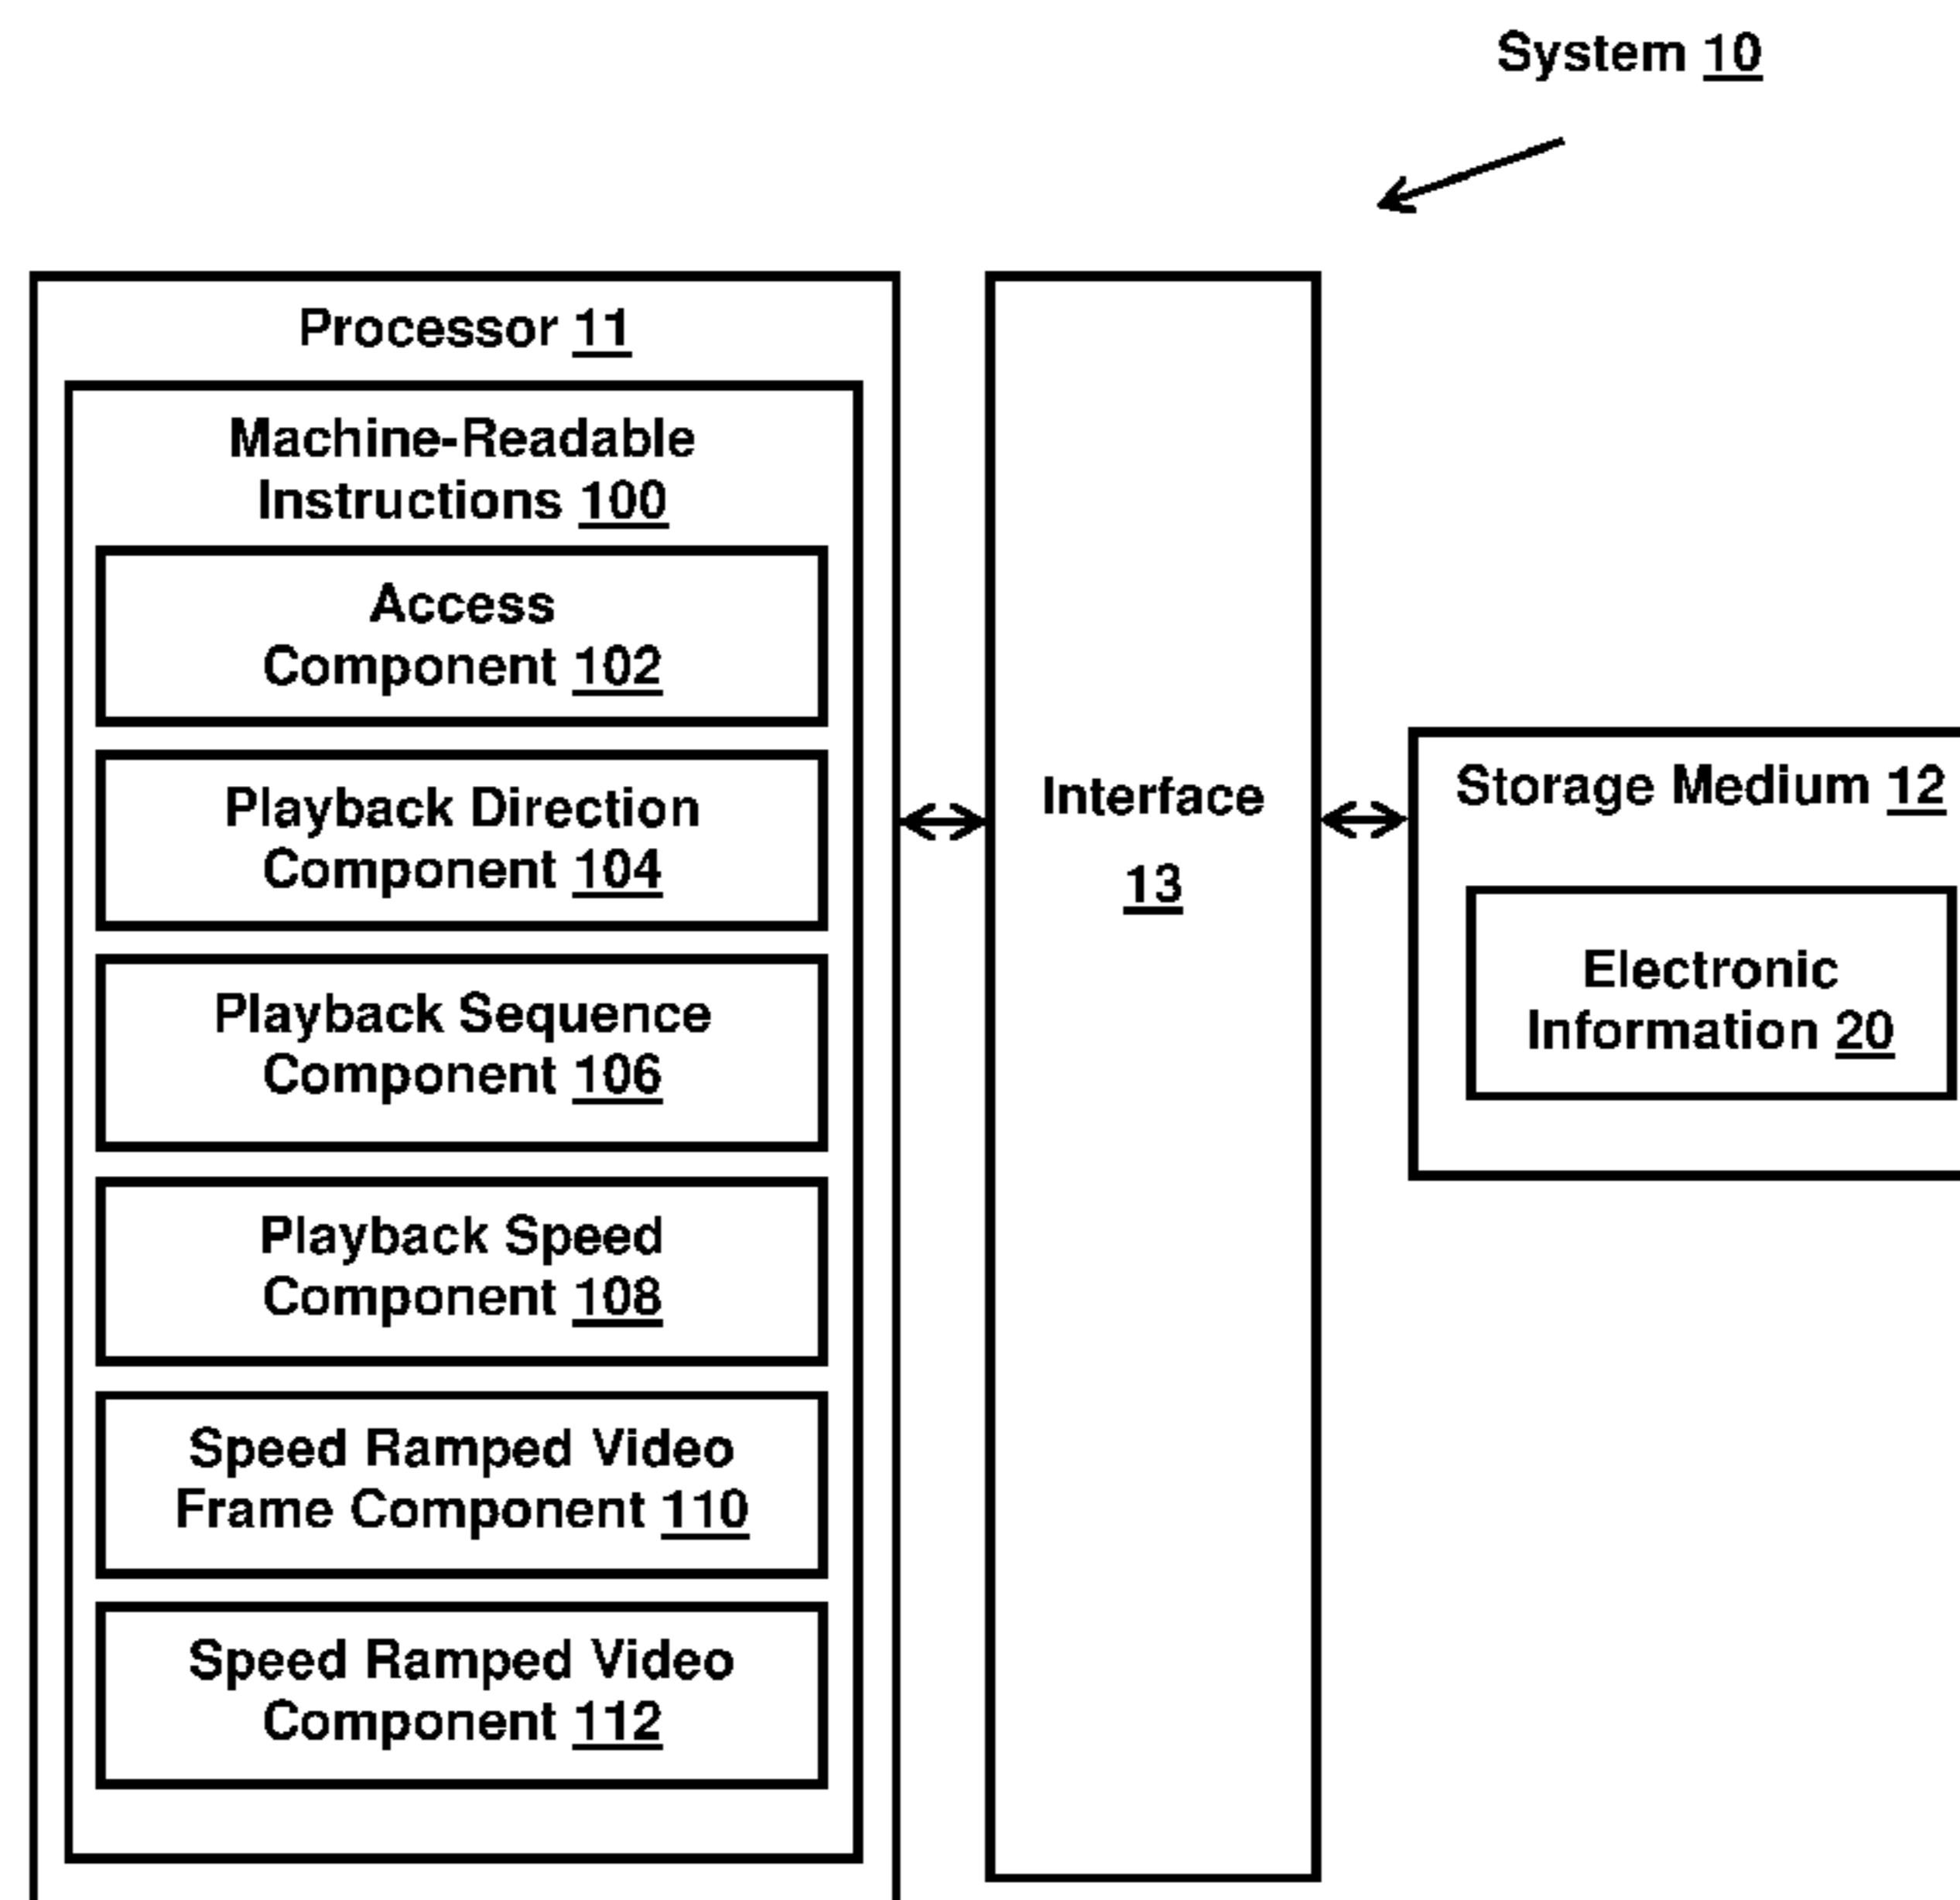 System 10
Processor 11
Machine-Readable
Instructions 100
Access
Component 102
Playback Direction
Component 104
Playback Sequence
Component 106
Playback Speed
Component 108
Speed Ramped Video
Frame Component 110
Speed Ramped Video
Component 112
Interface
13
Storage Medium 12
Electronic
Information 20